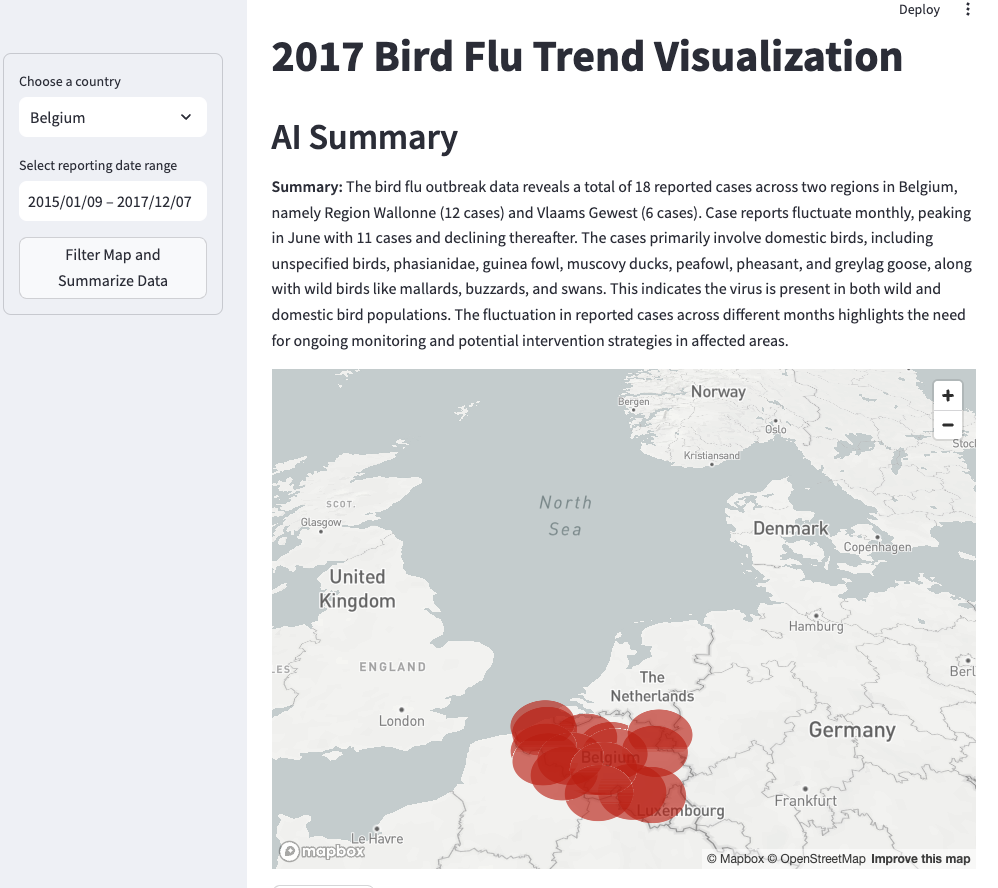 Deploy
Choose a country
Belgium
Select reporting date range
2015/01/09 – 2017/12/07
Filter Map and
Summarize Data
2017 Bird Flu Trend Visualization
AI Summary
Summary: The bird flu outbreak data reveals a total of 18 reported cases across two regions in Belgium,
namely Region Wallonne (12 cases) and Vlaams Gewest (6 cases). Case reports fluctuate monthly, peaking
in June with 11 cases and declining thereafter. The cases primarily involve domestic birds, including
unspecified birds, phasianidae, guinea fowl, muscovy ducks, peafowl, pheasant, and greylag goose, along
with wild birds like mallards, buzzards, and swans. This indicates the virus is present in both wild and
domestic bird populations. The fluctuation in reported cases across different months highlights the need
for ongoing monitoring and potential intervention strategies in affected areas.
Norway
Bergen
Oslo
Stoc
Kristiansand
North
Sea
SCOT.
Glasgow
Denmark
Copenhagen
United
Kingdom
Hamburg
ENGLAND
LES
Berl
The
Netherlands
London
Germany
Belgium
Frankfurt
Luxembourg
Le Havre
mapbox
© Mapbox © OpenStreetMap Improve this map